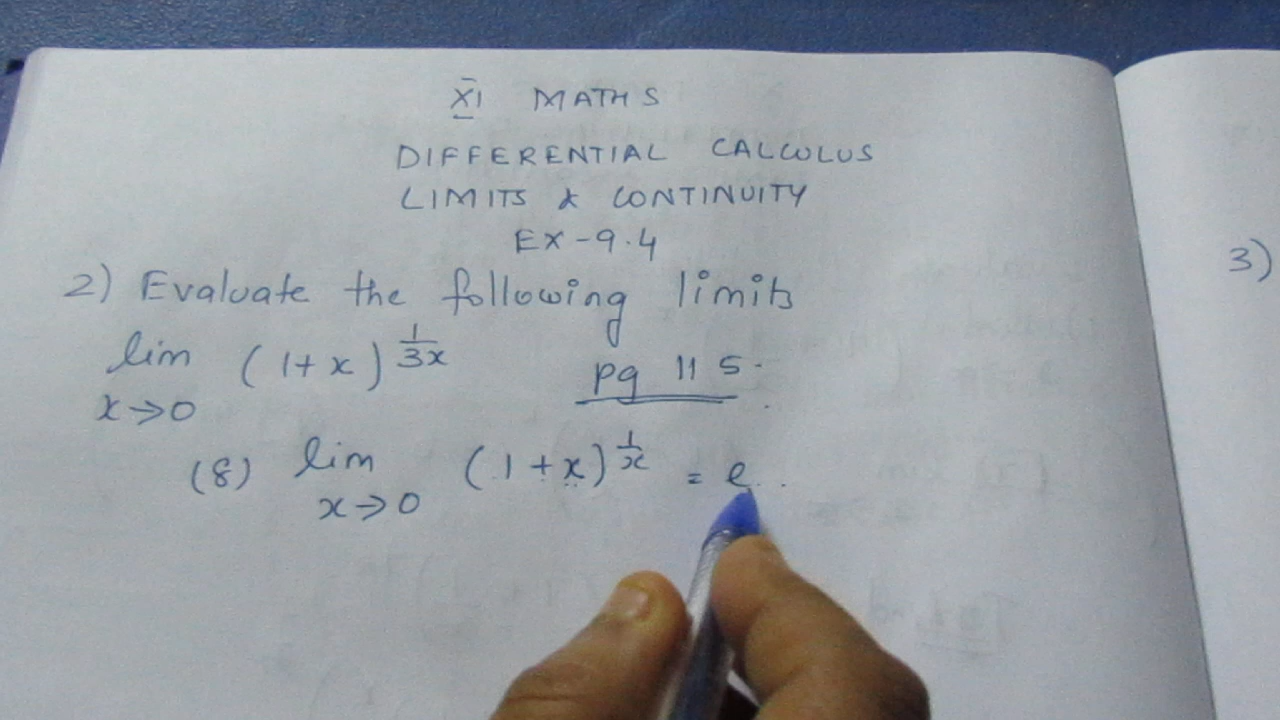 XI MATHS
DIFFERENTIAL CALCULUS
LIMITS & CONTINUITY
EX-9.4
2) Evaluate the following limits
lim (1+x)^{1/3x}
x→0
pg 115.
(8) lim (1+x)^{1/x} = e
x→0
3)